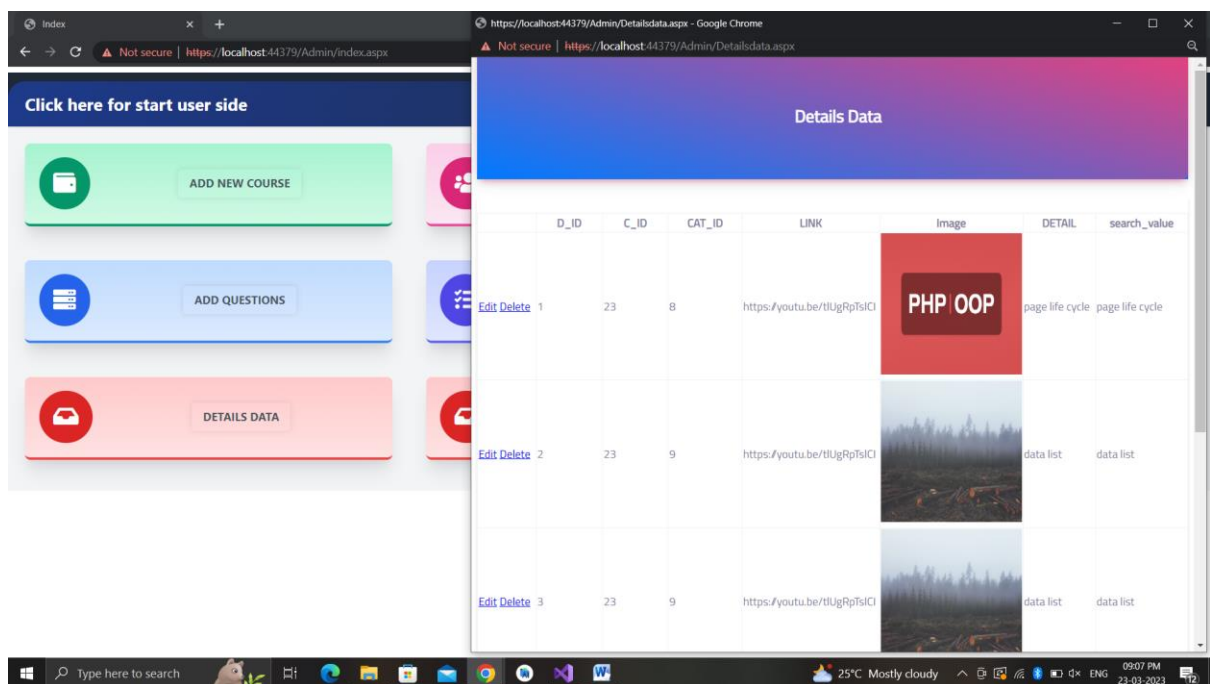 Index
Not secure | https://localhost:44379/Admin/index.aspx
Click here for start user side
ADD NEW COURSE
ADD QUESTIONS
DETAILS DATA
https://localhost:44379/Admin/Detailsdata.aspx - Google Chrome
Not secure | https://localhost:44379/Admin/Detailsdata.aspx
Details Data
D_ID C_ID CAT_ID LINK Image DETAIL search_value
Edit Delete 1 23 8 https://youtu.be/tlUgRpTslCI PHP|OOP page life cycle page life cycle
Edit Delete 2 23 9 https://youtu.be/tlUgRpTslCI data list data list
Edit Delete 3 23 9 https://youtu.be/tlUgRpTslCI data list data list
Type here to search
25°C Mostly cloudy
ENG
09:07 PM
23-03-2023
12